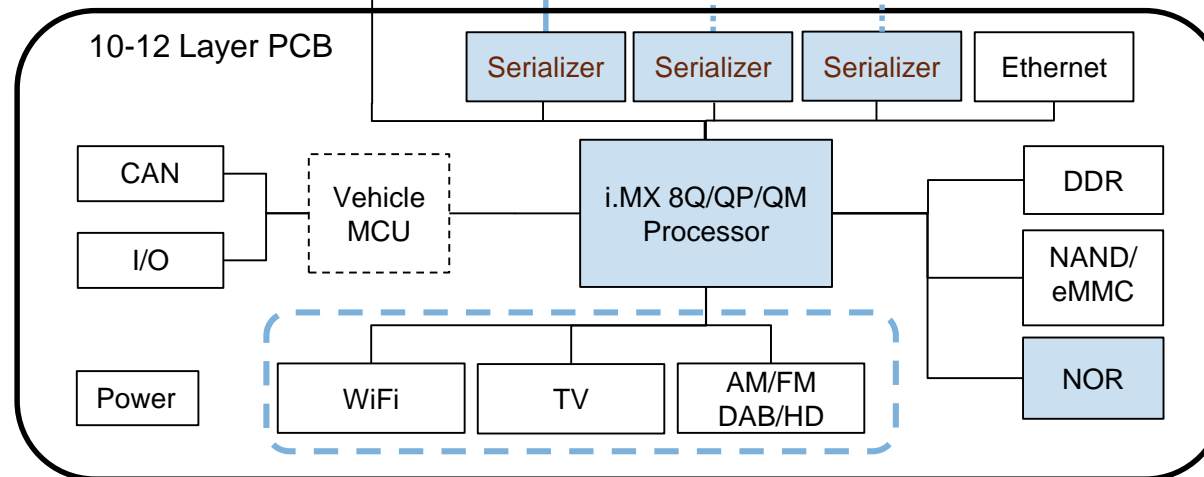 10-12 Layer PCB
Serializer
Serializer
Serializer
Ethernet
CAN
I/O
Vehicle
MCU
i.MX 8Q/QP/QM
Processor
DDR
NAND/
eMMC
NOR
Power
WiFi
TV
AM/FM
DAB/HD